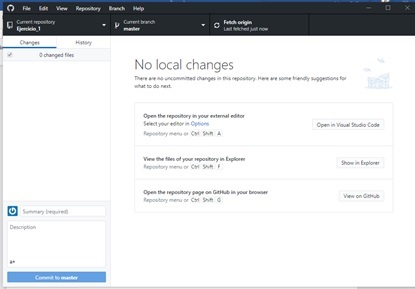 File Edit View Repository Branch Help
Current repository
Ejercicio_1
Current branch
master
Fetch origin
Last fetched just now
Changes History
0 changed files
No local changes
There are no uncommitted changes in this repository. Here are some friendly suggestions for
what to do next.
Open the repository in your external editor
Select your editor in Options
Repository menu or Ctrl Shift A
Open in Visual Studio Code
View the files of your repository in Explorer
Repository menu or Ctrl Shift F
Show in Explorer
Open the repository page on GitHub in your browser
Repository menu or Ctrl Shift G
View on GitHub
Summary (required)
Description
Commit to master